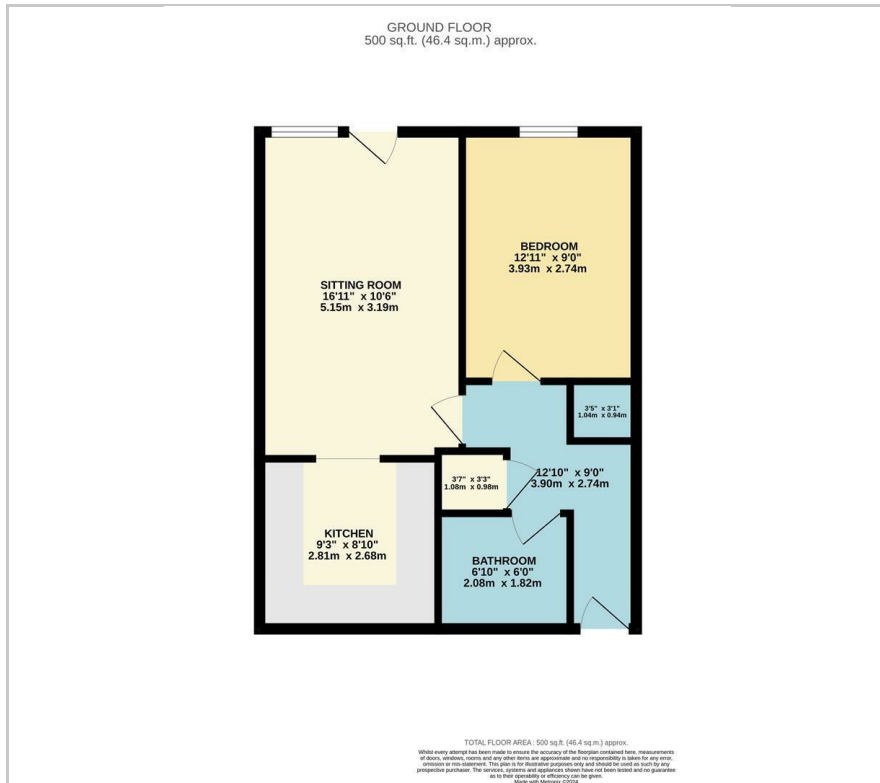 GROUND FLOOR
500 sq.ft. (46.4 sq.m.) approx.
BEDROOM
12'11" x 9'0"
3.93m x 2.74m
SITTING ROOM
16'11" x 10'6"
5.15m x 3.19m
3'5" x 3'1"
1.04m x 0.94m
12'10" x 9'0"
3.90m x 2.74m
3'7" x 3'3"
1.08m x 0.98m
KITCHEN
9'3" x 8'10"
2.81m x 2.68m
BATHROOM
6'10" x 6'0"
2.08m x 1.82m
TOTAL FLOOR AREA : 500 sq.ft. (46.4 sq.m.) approx.
Whilst every attempt has been made to ensure the accuracy of the floorplan contained here, measurements
of doors, windows, rooms and any other items are approximate and no responsibility is taken for any error,
omission or mis-statement. This plan is for illustrative purposes only and should be used as such by any
prospective purchaser. The services, systems and appliances shown have not been tested and no guarantee
as to their operability or efficiency can be given.
Made with Metropix ©2024